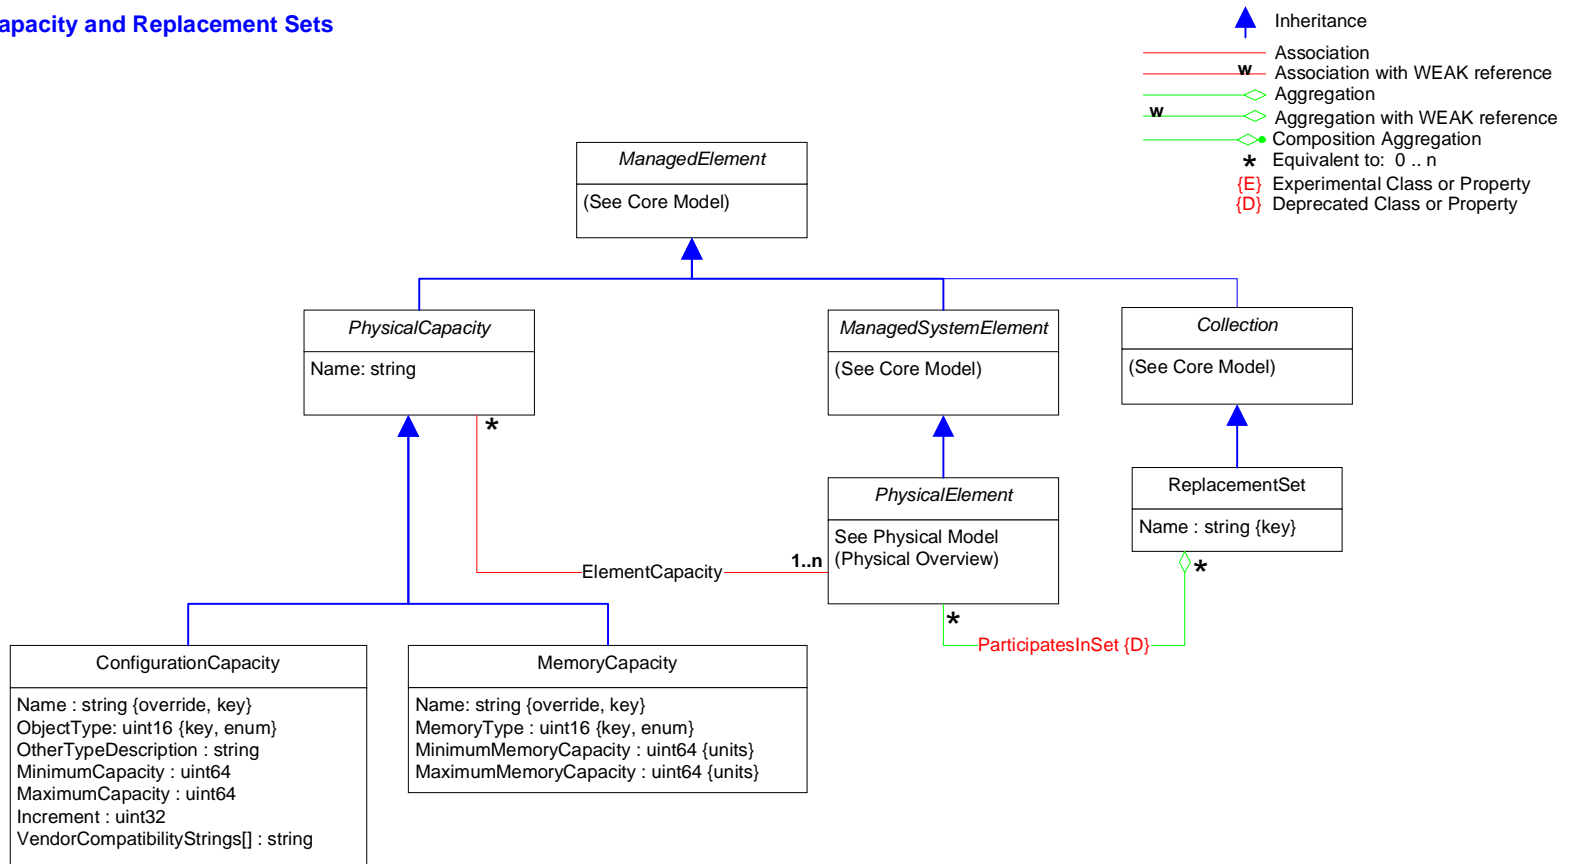 apacity and Replacement Sets
Inheritance
Association
w
Association with WEAK reference
Aggregation
w
Aggregation with WEAK reference
Composition Aggregation
* Equivalent to: 0 .. n
{E} Experimental Class or Property
{D} Deprecated Class or Property
ManagedElement
(See Core Model)
PhysicalCapacity
Name: string
*
ManagedSystemElement
(See Core Model)
Collection
(See Core Model)
PhysicalElement
See Physical Model
(Physical Overview)
ReplacementSet
Name : string {key}
ElementCapacity
1..n
*
*
ParticipatesInSet {D}
ConfigurationCapacity
Name : string {override, key}
ObjectType: uint16 {key, enum}
OtherTypeDescription : string
MinimumCapacity : uint64
MaximumCapacity : uint64
Increment : uint32
VendorCompatibilityStrings[] : string
MemoryCapacity
Name: string {override, key}
MemoryType : uint16 {key, enum}
MinimumMemoryCapacity : uint64 {units}
MaximumMemoryCapacity : uint64 {units}